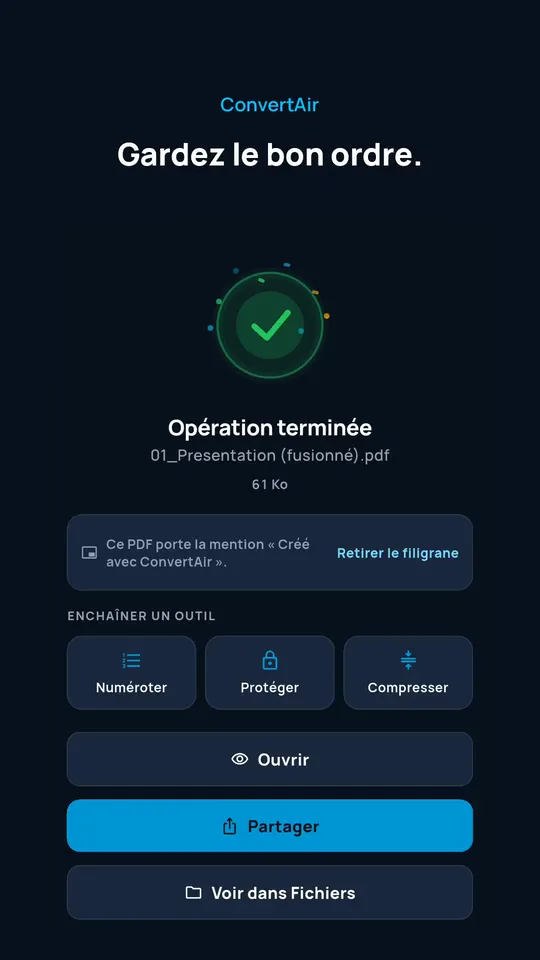 ConvertAir
Gardez le bon ordre.
Opération terminée
01_Presentation (fusionné).pdf
61 Ko
Ce PDF porte la mention « Créé
avec ConvertAir ».
Retirer le filigrane
ENCHAÎNER UN OUTIL
Numéroter
Protéger
Compresser
Ouvrir
Partager
Voir dans Fichiers